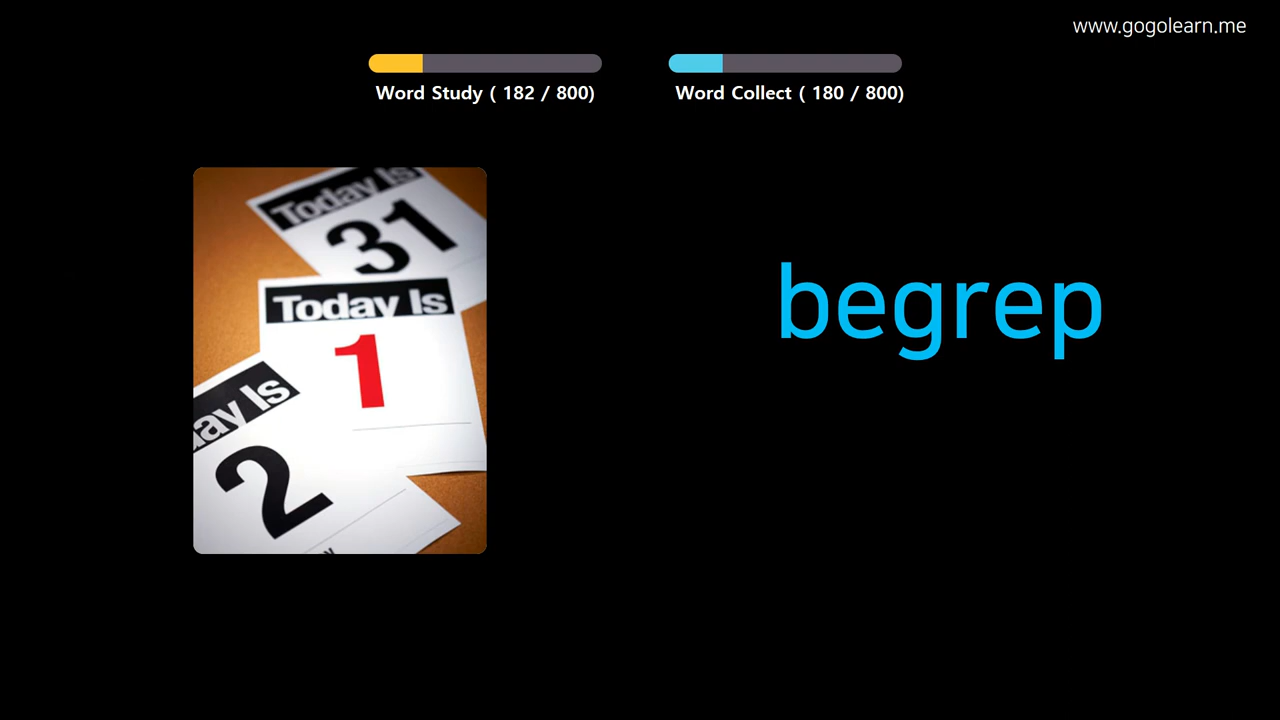 www.gogolearn.me
Word Study ( 182 / 800)
Word Collect ( 180 / 800)
Today Is
31
Today Is
1
ay Is
2
begrep